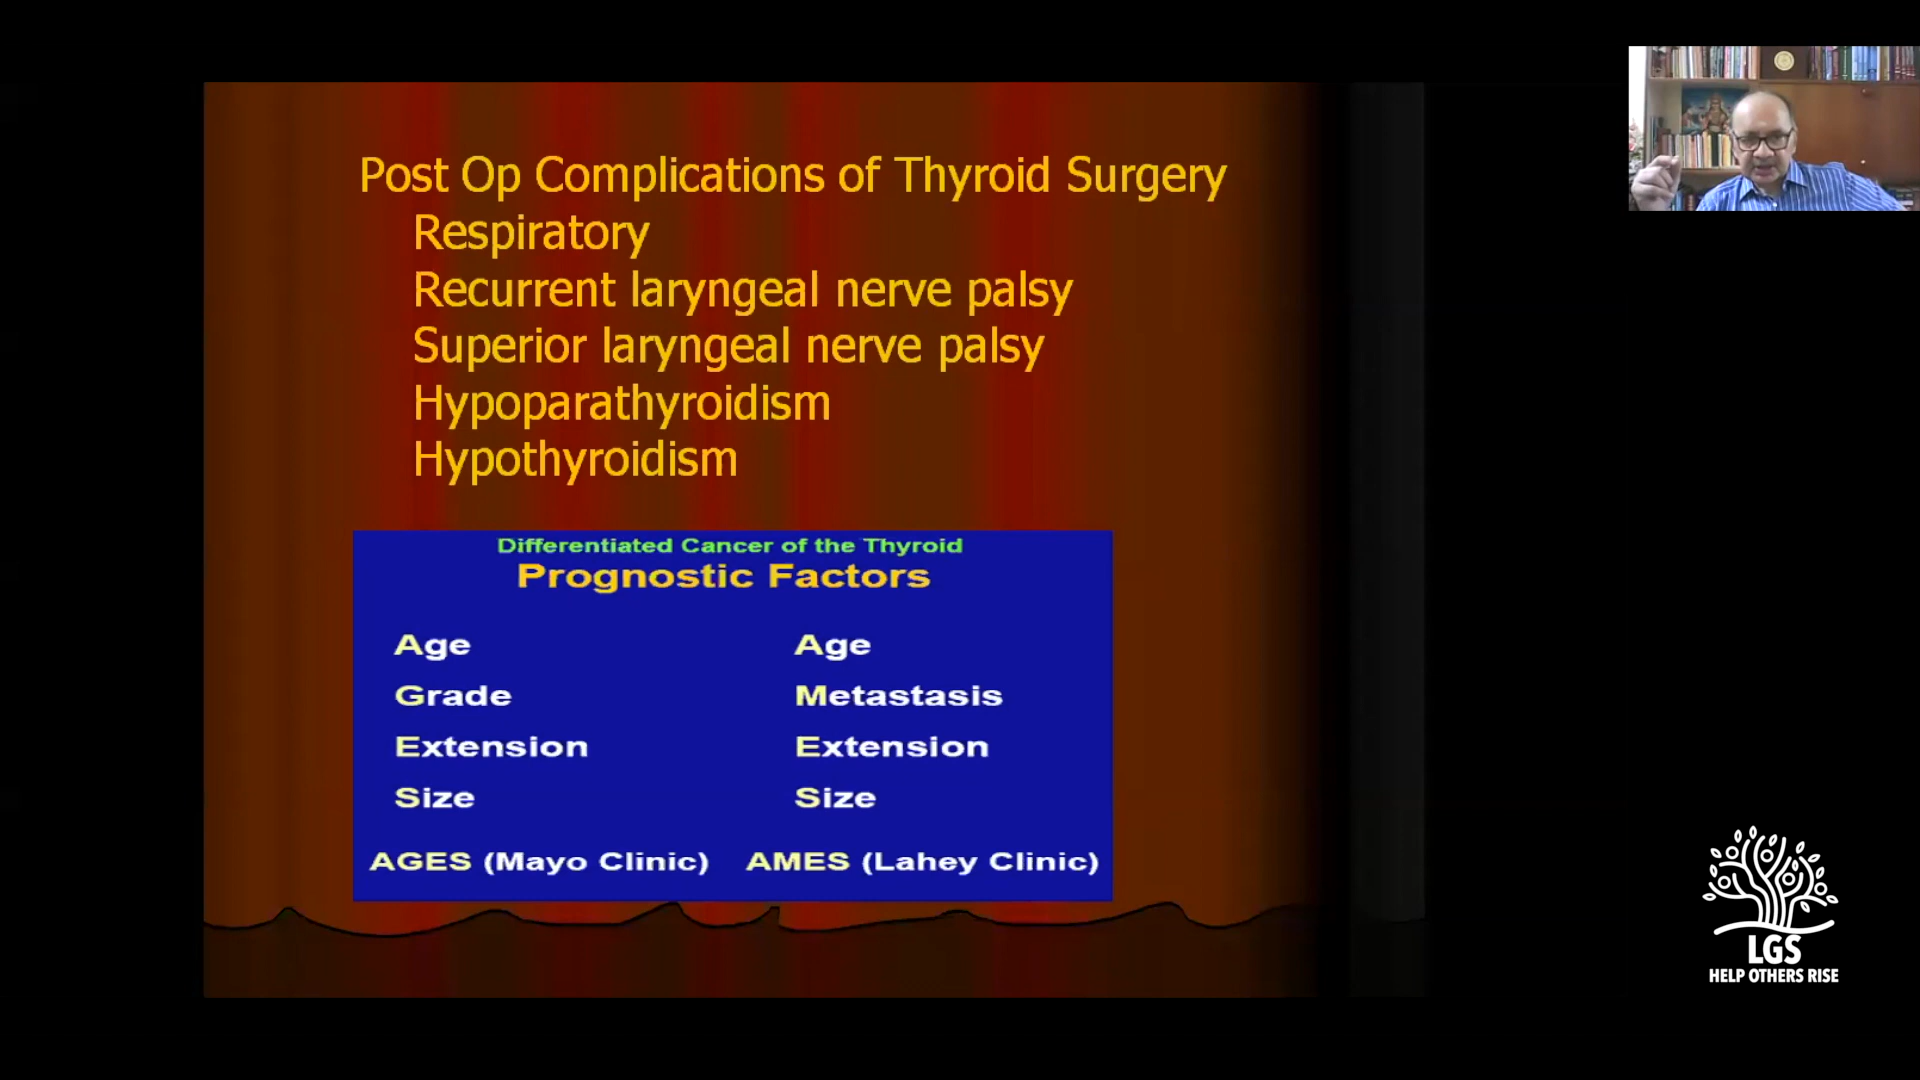 Post Op Complications of Thyroid Surgery
Respiratory
Recurrent laryngeal nerve palsy
Superior laryngeal nerve palsy
Hypoparathyroidism
Hypothyroidism
Differentiated Cancer of the Thyroid
Prognostic Factors
Age
Grade
Extension
Size
AGES (Mayo Clinic)
Age
Metastasis
Extension
Size
AMES (Lahey Clinic)
LGS
HELP OTHERS RISE